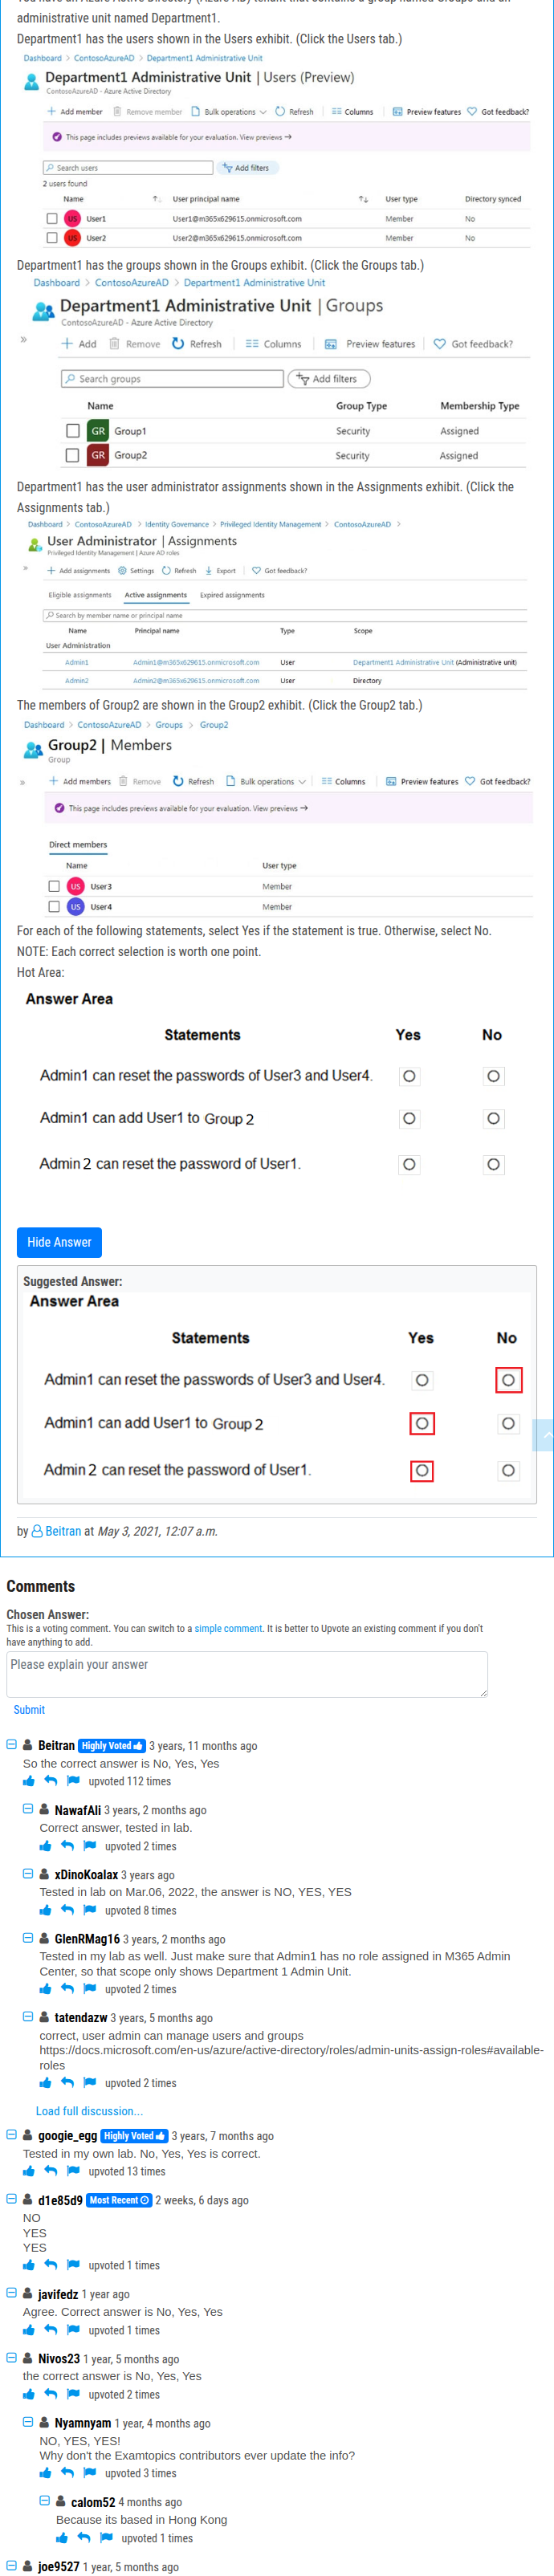 administrative unit named Department1.
Department1 has the users shown in the Users exhibit. (Click the Users tab.)
Dashboard > ContosoAzureAD > Department1 Administrative Unit
Department1 Administrative Unit | Users (Preview)
ContosoAzureAD - Azure Active Directory
Add member Remove member Bulk operations Refresh Columns Preview features Got feedback?
This page includes previews available for your evaluation. View previews →
Search users Add filters
2 users found
Name User principal name User type Directory synced
US User1 User1@m365x629615.onmicrosoft.com Member No
US User2 User2@m365x629615.onmicrosoft.com Member No
Department1 has the groups shown in the Groups exhibit. (Click the Groups tab.)
Dashboard > ContosoAzureAD > Department1 Administrative Unit
Department1 Administrative Unit | Groups
ContosoAzureAD - Azure Active Directory
» Add Remove Refresh Columns Preview features Got feedback?
Search groups Add filters
Name Group Type Membership Type
GR Group1 Security Assigned
GR Group2 Security Assigned
Department1 has the user administrator assignments shown in the Assignments exhibit. (Click the
Assignments tab.)
Dashboard > ContosoAzureAD > Identity Governance > Privileged Identity Management > ContosoAzureAD >
User Administrator | Assignments
Privileged Identity Management | Azure AD roles
» Add assignments Settings Refresh Export Got feedback?
Eligible assignments Active assignments Expired assignments
Search by member name or principal name
Name Principal name Type Scope
User Administration
Admin1 Admin1@m365x629615.onmicrosoft.com User Department1 Administrative Unit (Administrative unit)
Admin2 Admin2@m365x629615.onmicrosoft.com User Directory
The members of Group2 are shown in the Group2 exhibit. (Click the Group2 tab.)
Dashboard > ContosoAzureAD > Groups > Group2
Group2 | Members
Group
» Add members Remove Refresh Bulk operations Columns Preview features Got feedback?
This page includes previews available for your evaluation. View previews →
Direct members
Name User type
US User3 Member
US User4 Member
For each of the following statements, select Yes if the statement is true. Otherwise, select No.
NOTE: Each correct selection is worth one point.
Hot Area:
Answer Area
Statements Yes No
Admin1 can reset the passwords of User3 and User4.
Admin1 can add User1 to Group 2
Admin 2 can reset the password of User1.
Hide Answer
Suggested Answer:
Answer Area
Statements Yes No
Admin1 can reset the passwords of User3 and User4.
Admin1 can add User1 to Group 2
Admin 2 can reset the password of User1.
by Beitran at May 3, 2021, 12:07 a.m.
Comments
Chosen Answer:
This is a voting comment. You can switch to a simple comment. It is better to Upvote an existing comment if you don't
have anything to add.
Please explain your answer
Submit
Beitran Highly Voted 3 years, 11 months ago
So the correct answer is No, Yes, Yes
upvoted 112 times
NawafAli 3 years, 2 months ago
Correct answer, tested in lab.
upvoted 2 times
xDinoKoalax 3 years ago
Tested in lab on Mar.06, 2022, the answer is NO, YES, YES
upvoted 8 times
GlenRMag16 3 years, 2 months ago
Tested in my lab as well. Just make sure that Admin1 has no role assigned in M365 Admin
Center, so that scope only shows Department 1 Admin Unit.
upvoted 2 times
tatendazw 3 years, 5 months ago
correct, user admin can manage users and groups
https://docs.microsoft.com/en-us/azure/active-directory/roles/admin-units-assign-roles#available-
roles
upvoted 2 times
Load full discussion...
googie_egg Highly Voted 3 years, 7 months ago
Tested in my own lab. No, Yes, Yes is correct.
upvoted 13 times
d1e85d9 Most Recent 2 weeks, 6 days ago
NO
YES
YES
upvoted 1 times
javifedz 1 year ago
Agree. Correct answer is No, Yes, Yes
upvoted 1 times
Nivos23 1 year, 5 months ago
the correct answer is No, Yes, Yes
upvoted 2 times
Nyamnyam 1 year, 4 months ago
NO, YES, YES!
Why don't the Examtopics contributors ever update the info?
upvoted 3 times
calom52 4 months ago
Because its based in Hong Kong
upvoted 1 times
joe9527 1 year, 5 months ago